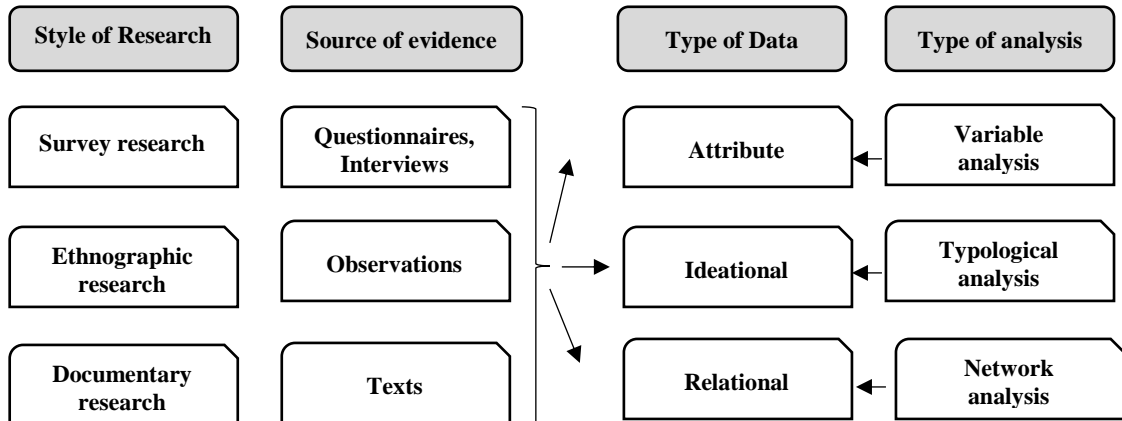 Style of Research
Source of evidence
Type of Data
Type of analysis
Survey research
Questionnaires,
Interviews
Attribute
Variable
analysis
Ethnographic
research
Observations
Ideational
Typological
analysis
Documentary
research
Texts
Relational
Network
analysis